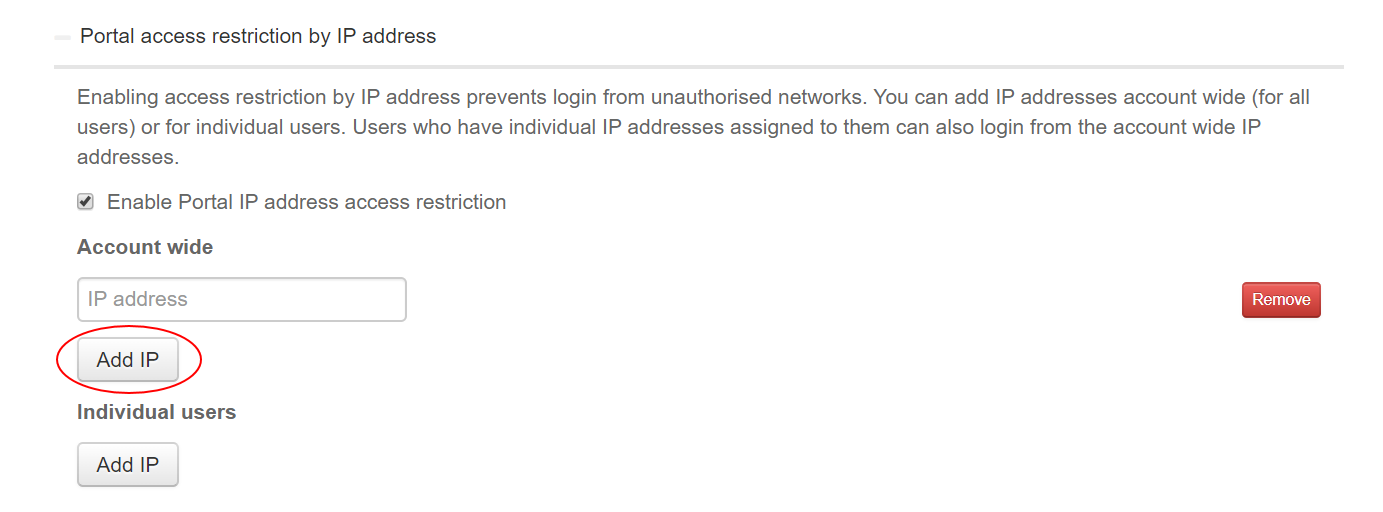 Portal access restriction by IP address
Enabling access restriction by IP address prevents login from unauthorised networks. You can add IP addresses account wide (for all
users) or for individual users. Users who have individual IP addresses assigned to them can also login from the account wide IP
addresses.
Enable Portal IP address access restriction
Account wide
IP address
Remove
Add IP
Individual users
Add IP